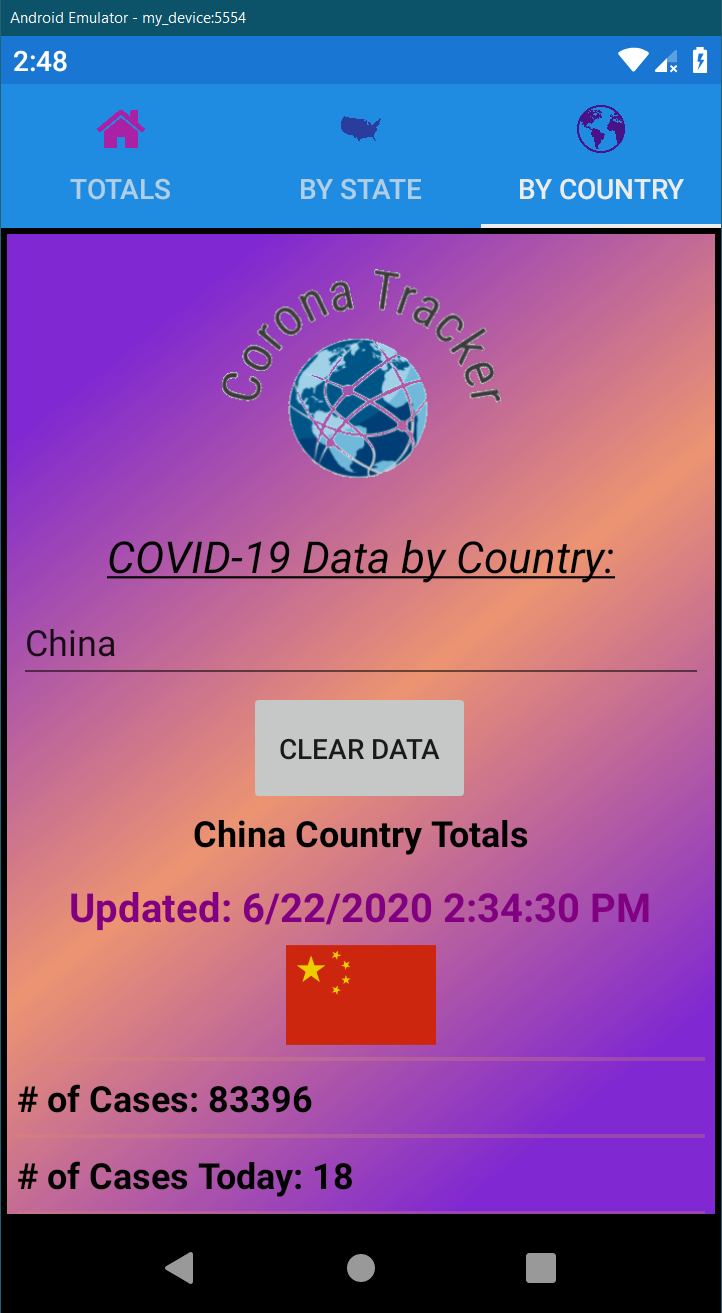 Android Emulator - my_device:5554
2:48
TOTALS
BY STATE
BY COUNTRY
Corona Tracker
COVID-19 Data by Country:
China
CLEAR DATA
China Country Totals
Updated: 6/22/2020 2:34:30 PM
# of Cases: 83396
# of Cases Today: 18